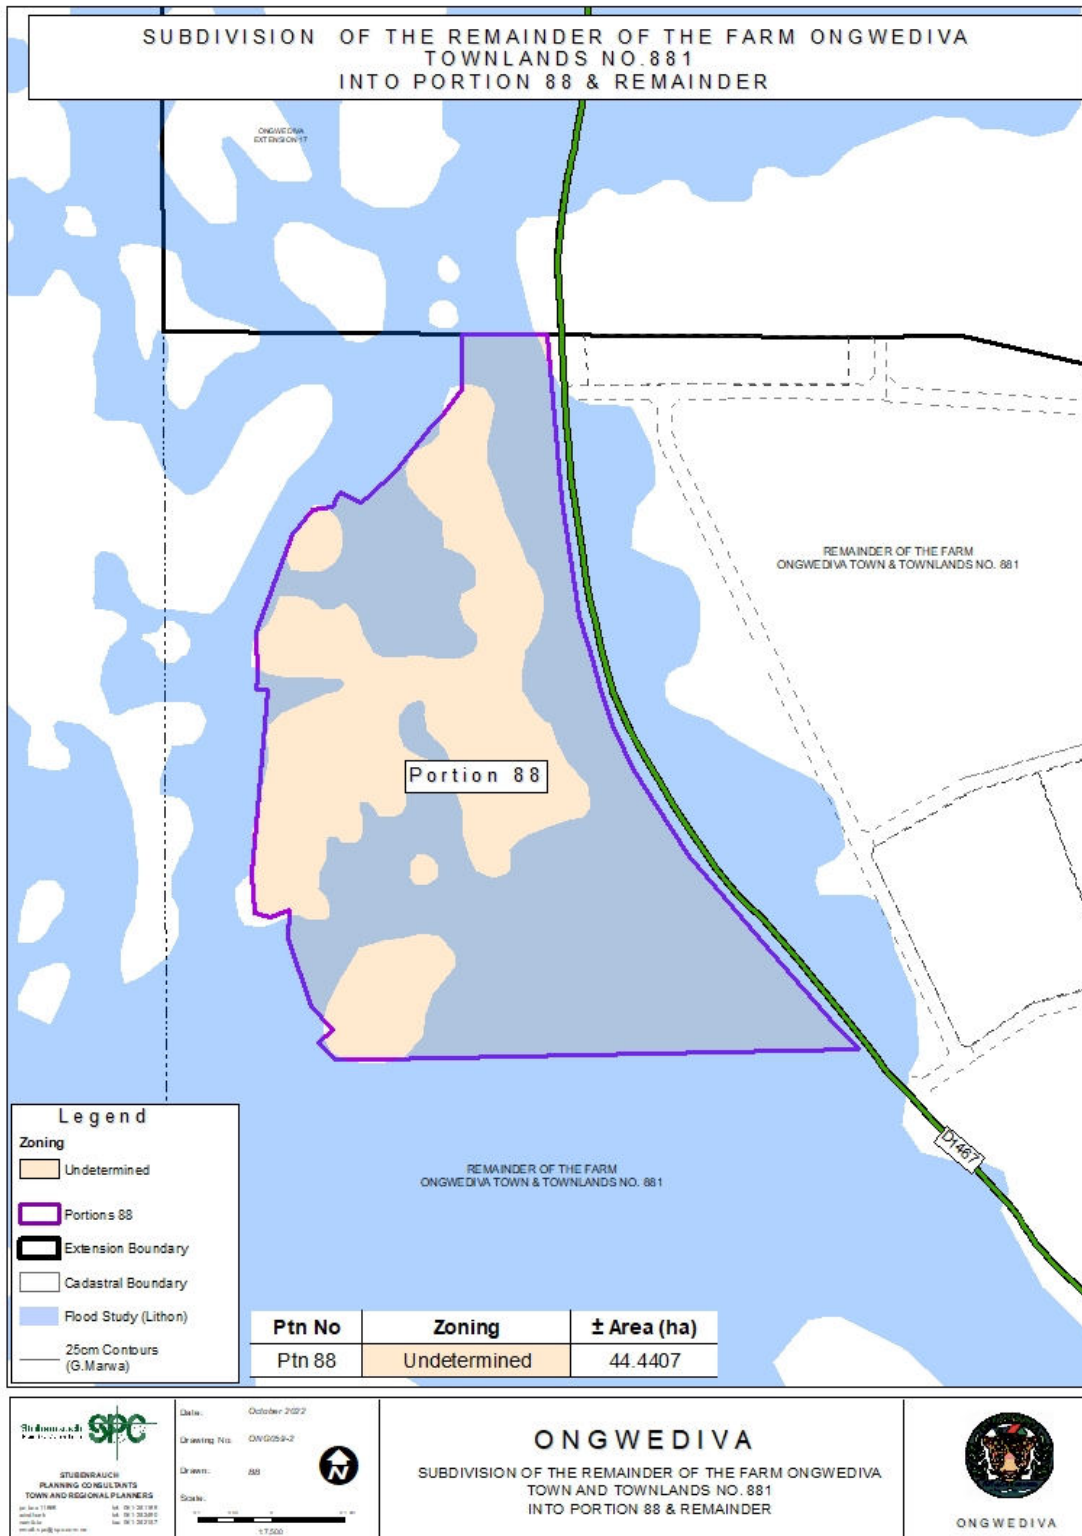 SUBDIVISION OF THE REMAINDER OF THE FARM ONGWEDIVA
TOWNLANDS NO.881
INTO PORTION 88 & REMAINDER
ONGWEDIVA
EXTENSION 17
REMAINDER OF THE FARM
ONGWEDIVA TOWN & TOWNLANDS NO. 881
Portion 88
D1467
REMAINDER OF THE FARM
ONGWEDIVA TOWN & TOWNLANDS NO. 881
Legend
Zoning
Undetermined
Portions 88
Extension Boundary
Cadastral Boundary
Flood Study (Lithon)
25cm Contours
(G.Marwa)
Ptn No Zoning ± Area (ha)
Ptn 88 Undetermined 44.4407
SPC
STUBENRAUCH
PLANNING CONSULTANTS
TOWN AND REGIONAL PLANNERS
Date: October 2022
Drawing No. ONG059-2
Drawn:
Scale:
1:7,500
N
ONGWEDIVA
SUBDIVISION OF THE REMAINDER OF THE FARM ONGWEDIVA
TOWN AND TOWNLANDS NO. 881
INTO PORTION 88 & REMAINDER
ONGWEDIVA